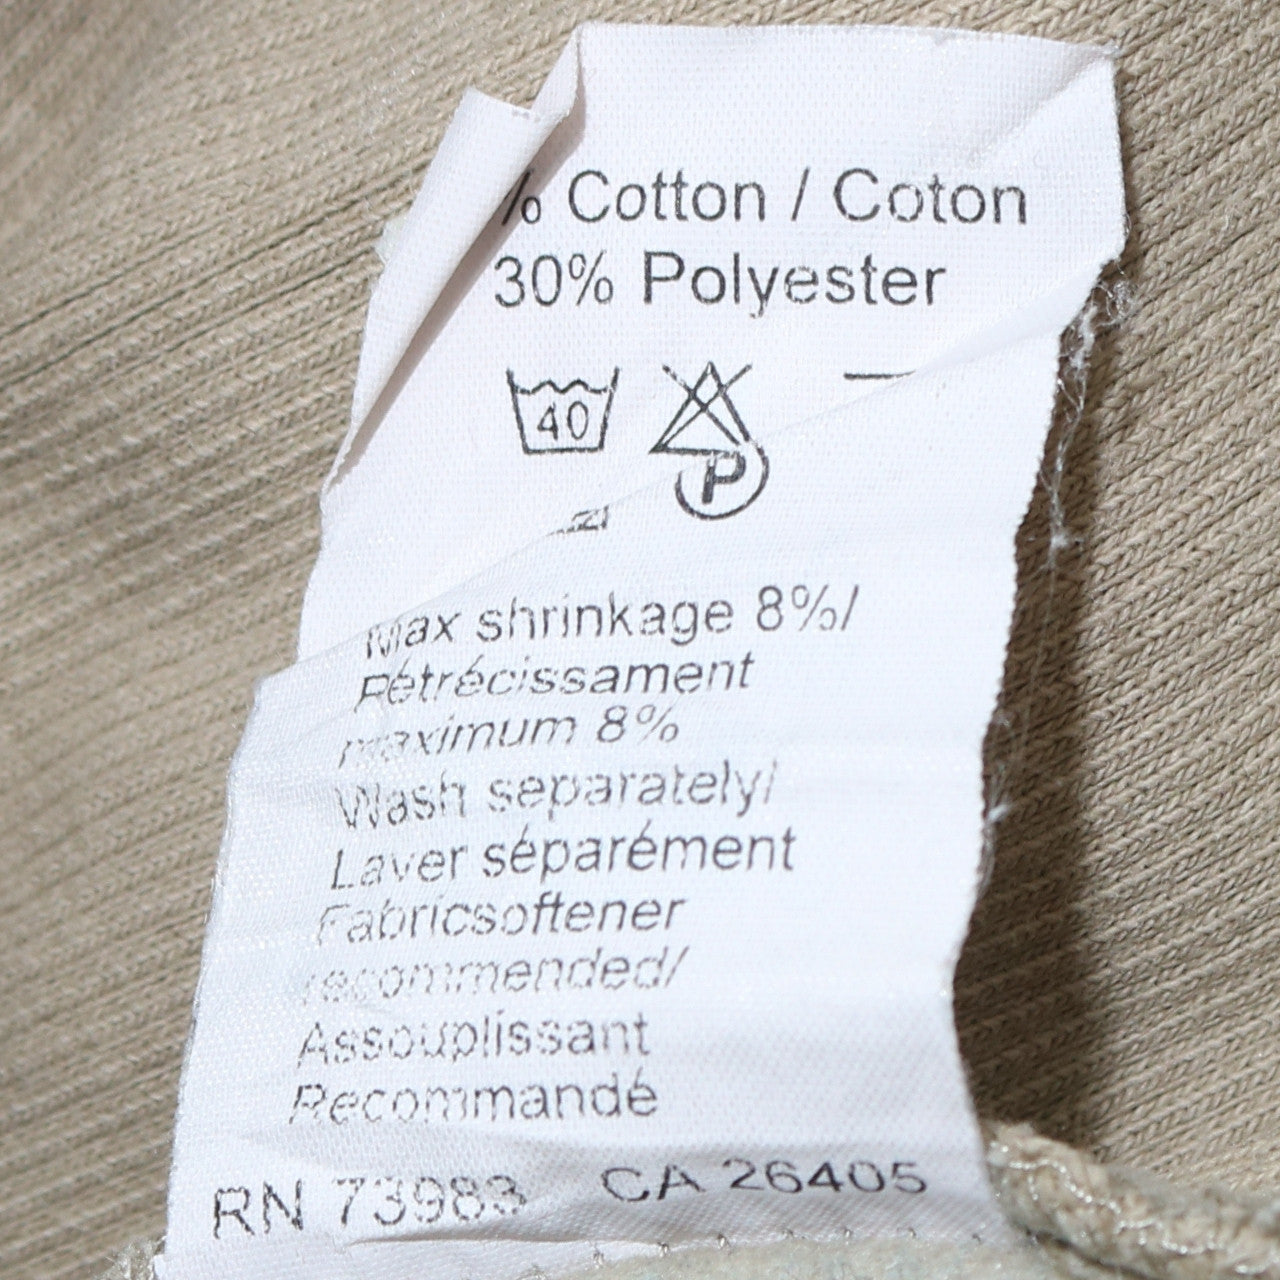 % Cotton / Coton
30% Polyester
40
P
Max shrinkage 8%/
Rétrécissament
maximum 8%
Wash separately/
Laver séparément
Fabricsoftener
recommended/
Assouplissant
Recommandé
RN 73983 CA 26405